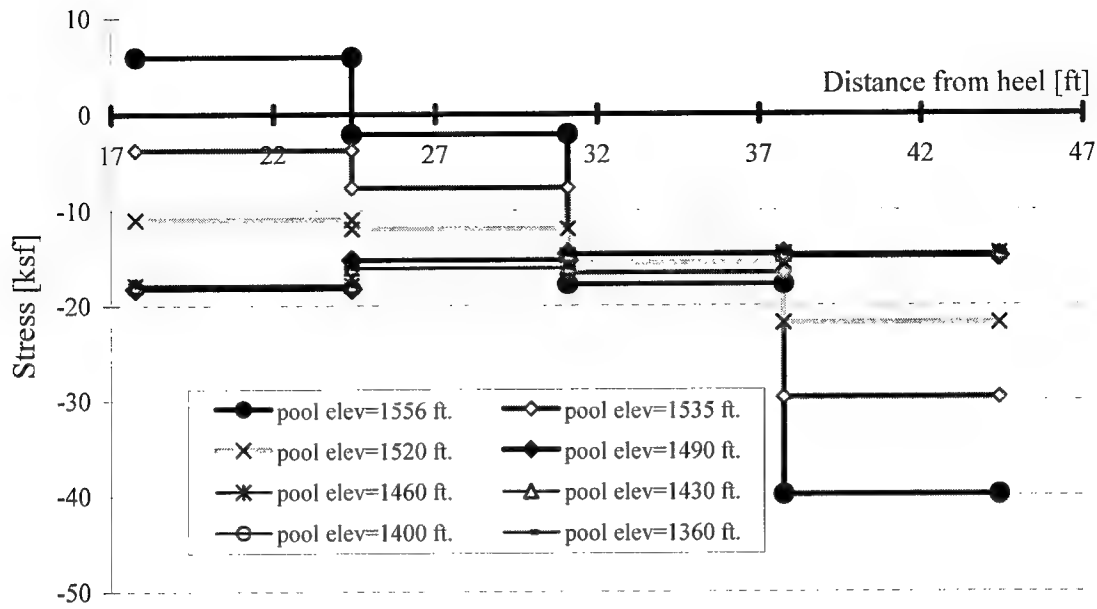 10
Distance from heel [ft]
0
17 22 27 32 37 42 47
-10
-20
-30
-40
-50
Stress [ksf]
pool elev=1556 ft. pool elev=1535 ft.
pool elev=1520 ft. pool elev=1490 ft.
pool elev=1460 ft. pool elev=1430 ft.
pool elev=1400 ft. pool elev=1360 ft.